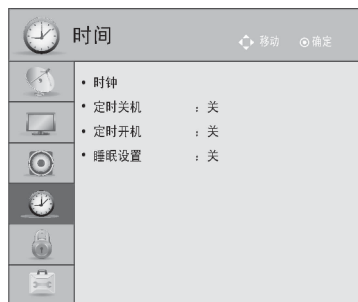 时间
移动 ⊙确定
• 时钟
• 定时关机 : 关
• 定时开机 : 关
• 睡眠设置 : 关